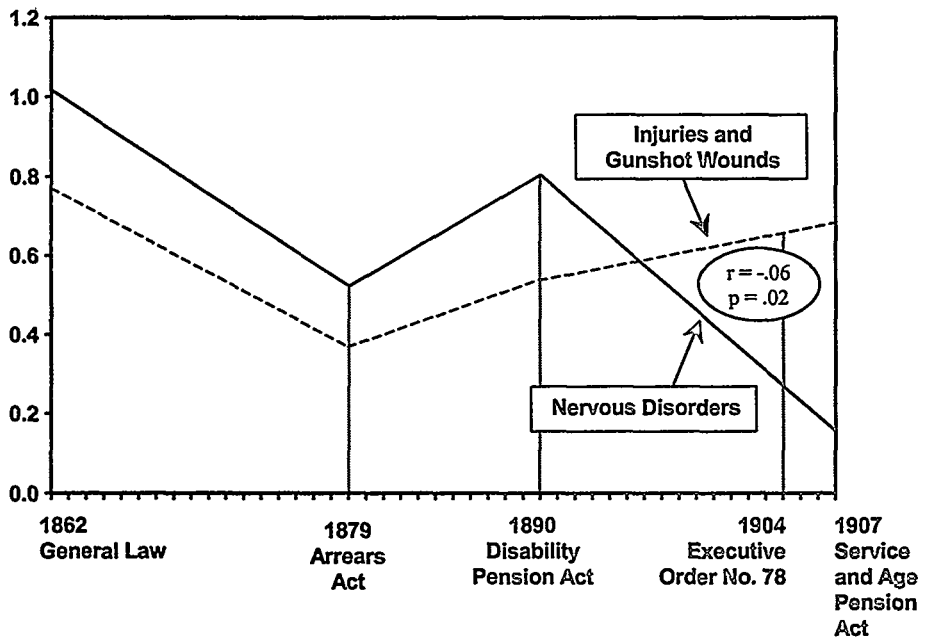 1.2
1.0
0.8
0.6
0.4
0.2
0.0
Injuries and
Gunshot Wounds
r = -.06
p = .02
Nervous Disorders
1862
General Law
1879
Arrears
Act
1890
Disability
Pension Act
1904
Executive
Order No. 78
1907
Service
and Age
Pension
Act